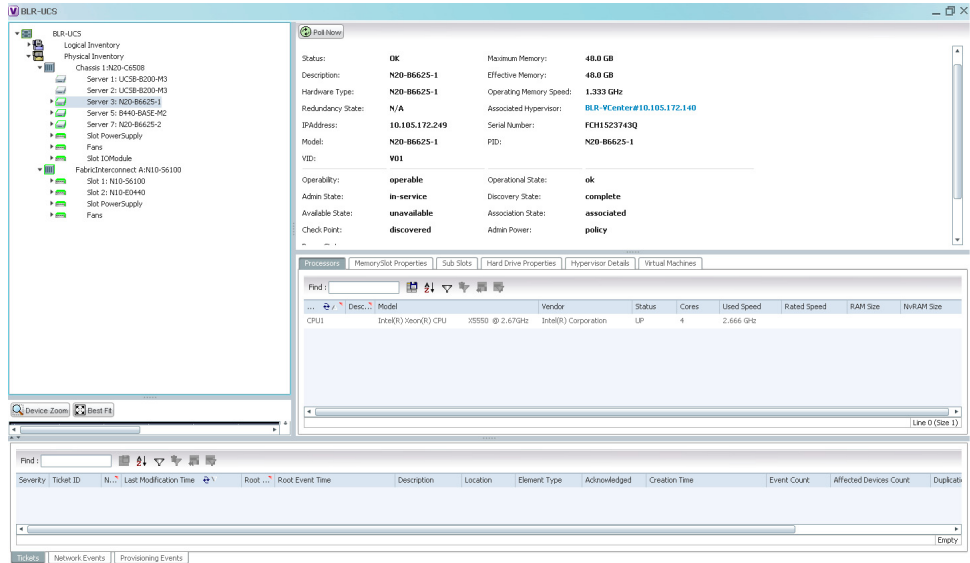 BLR-UCS
BLR-UCS
Logical Inventory
Physical Inventory
Chassis 1:N20-C6508
Server 1: UCSB-B200-M3
Server 2: UCSB-B200-M3
Server 3: N20-B6625-1
Server 5: B440-BASE-M2
Server 7: N20-B6625-2
Slot PowerSupply
Fans
Slot IOModule
FabricInterconnect A:N10-S6100
Slot 1: N10-S6100
Slot 2: N10-E0440
Slot PowerSupply
Fans
Device Zoom Best Fit
Poll Now
Status: OK Maximum Memory: 48.0 GB
Description: N20-B6625-1 Effective Memory: 48.0 GB
Hardware Type: N20-B6625-1 Operating Memory Speed: 1.333 GHz
Redundancy State: N/A Associated Hypervisor: BLR-VCenter#10.105.172.140
IPAddress: 10.105.172.249 Serial Number: FCH1523743Q
Model: N20-B6625-1 PID: N20-B6625-1
VID: V01
Operability: operable Operational State: ok
Admin State: in-service Discovery State: complete
Available State: unavailable Association State: associated
Check Point: discovered Admin Power: policy
Processors MemorySlot Properties Sub Slots Hard Drive Properties Hypervisor Details Virtual Machines
Find :
... Desc... Model Vendor Status Cores Used Speed Rated Speed RAM Size NvRAM Size
CPU1 Intel(R) Xeon(R) CPU X5550 @ 2.67GHz Intel(R) Corporation UP 4 2.666 GHz
Line 0 (Size 1)
Find :
Severity Ticket ID N... Last Modification Time Root ... Root Event Time Description Location Element Type Acknowledged Creation Time Event Count Affected Devices Count Duplicati
Empty
Tickets Network Events Provisioning Events